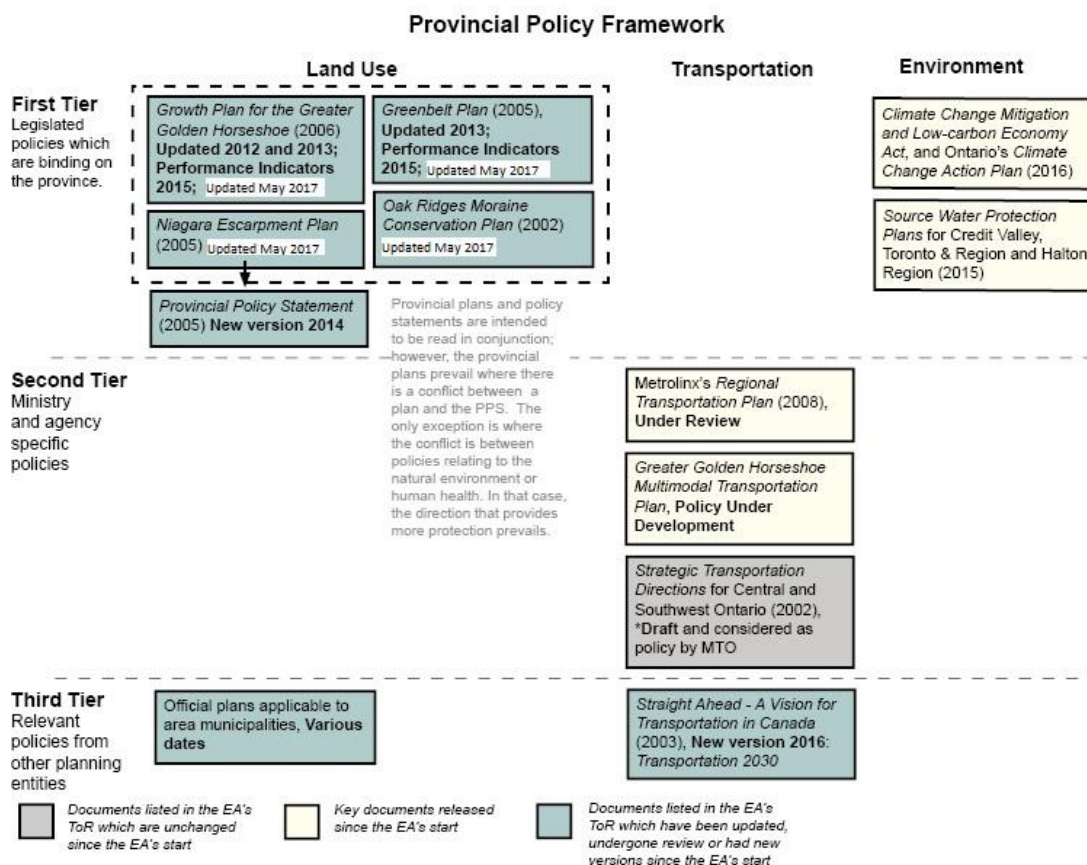 Provincial Policy Framework
Land Use
Transportation
Environment
First Tier
Legislated
policies which
are binding on
the province.
Growth Plan for the Greater
Golden Horseshoe (2006)
Updated 2012 and 2013;
Performance Indicators
2015; Updated May 2017
Greenbelt Plan (2005),
Updated 2013;
Performance Indicators
2015; Updated May 2017
Niagara Escarpment Plan
(2005) Updated May 2017
Oak Ridges Moraine
Conservation Plan (2002)
Updated May 2017
Provincial Policy Statement
(2005) New version 2014
Climate Change Mitigation
and Low-carbon Economy
Act, and Ontario's Climate
Change Action Plan (2016)
Source Water Protection
Plans for Credit Valley,
Toronto & Region and Halton
Region (2015)
Provincial plans and policy
statements are intended
to be read in conjunction;
however, the provincial
plans prevail where there
is a conflict between a
plan and the PPS. The
only exception is where
the conflict is between
policies relating to the
natural environment or
human health. In that case,
the direction that provides
more protection prevails.
Second Tier
Ministry
and agency
specific
policies
Metrolinx's Regional
Transportation Plan (2008),
Under Review
Greater Golden Horseshoe
Multimodal Transportation
Plan, Policy Under
Development
Strategic Transportation
Directions for Central and
Southwest Ontario (2002),
*Draft and considered as
policy by MTO
Third Tier
Relevant
policies from
other planning
entities
Official plans applicable to
area municipalities, Various
dates
Straight Ahead - A Vision for
Transportation in Canada
(2003), New version 2016:
Transportation 2030
Documents listed in the EA's
ToR which are unchanged
since the EA's start
Key documents released
since the EA's start
Documents listed in the EA's
ToR which have been updated,
undergone review or had new
versions since the EA's start